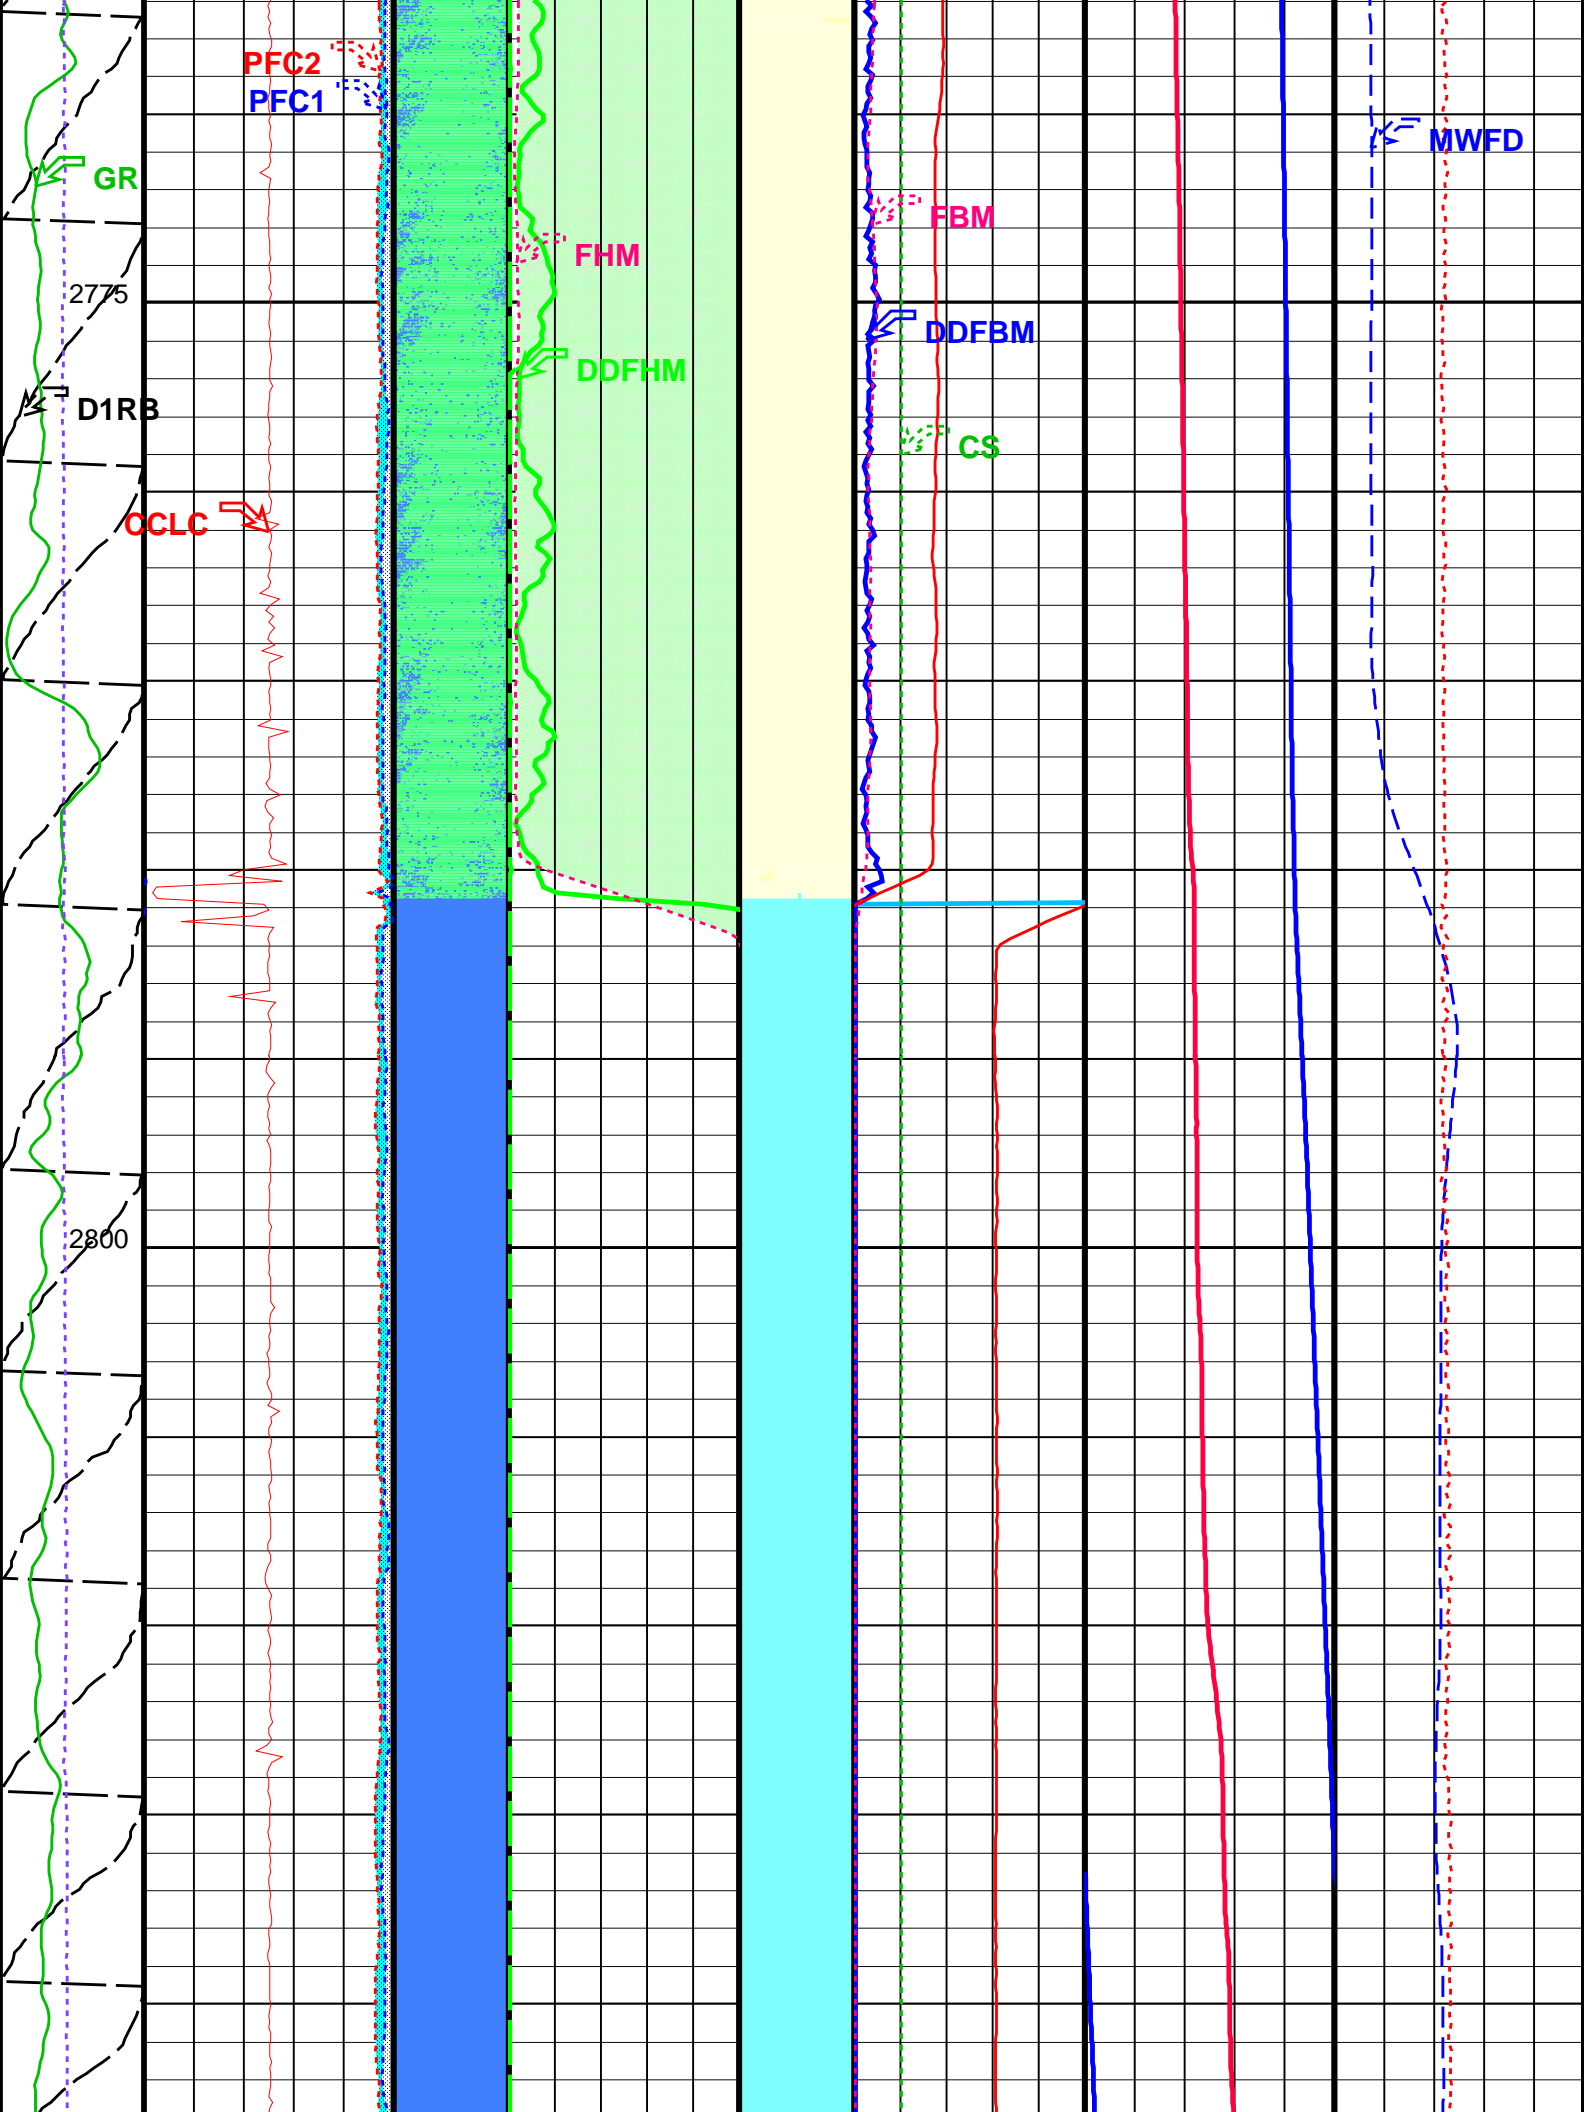 PFC2
PFC1
MWFD
GR
FBM
FHM
2775
DDFBM
DDFHM
D1RB
CS
CCLC
2800